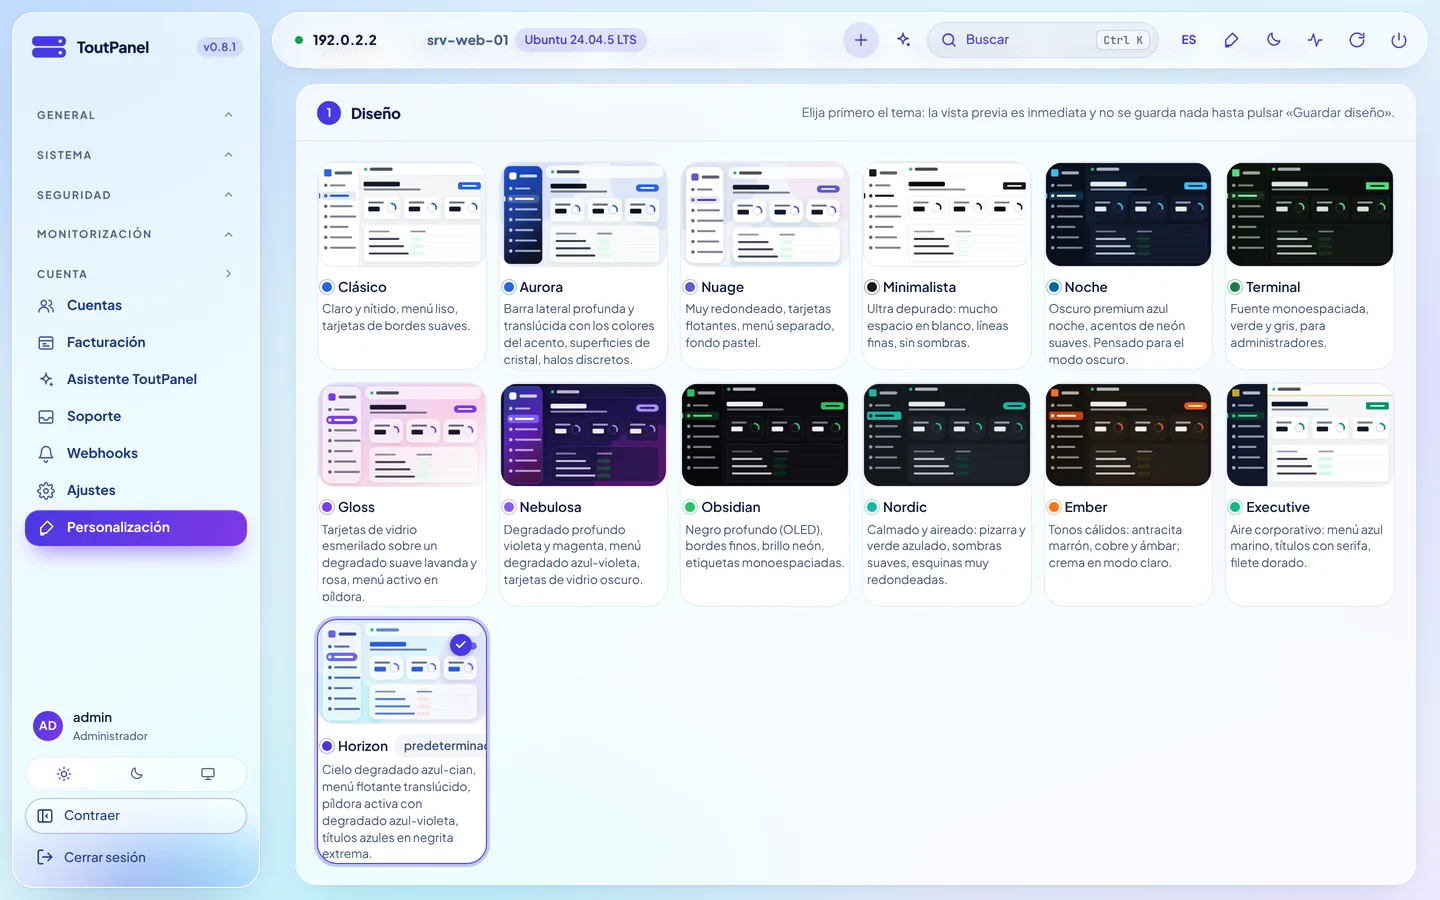 ToutPanel
v0.8.1
GENERAL
SISTEMA
SEGURIDAD
MONITORIZACIÓN
CUENTA
Cuentas
Facturación
Asistente ToutPanel
Soporte
Webhooks
Ajustes
Personalización
AD
admin
Administrador
Contraer
Cerrar sesión
192.0.2.2
srv-web-01
Ubuntu 24.04.5 LTS
Buscar
Ctrl K
ES
1
Diseño
Elija primero el tema: la vista previa es inmediata y no se guarda nada hasta pulsar «Guardar diseño».
Clásico
Claro y nítido, menú liso,
tarjetas de bordes suaves.
Aurora
Barra lateral profunda y
translúcida con los colores
del acento, superficies de
cristal, halos discretos.
Nuage
Muy redondeado, tarjetas
flotantes, menú separado,
fondo pastel.
Minimalista
Ultra depurado: mucho
espacio en blanco, líneas
finas, sin sombras.
Noche
Oscuro premium azul
noche, acentos de neón
suaves. Pensado para el
modo oscuro.
Terminal
Fuente monoespaciada,
verde y gris, para
administradores.
Gloss
Tarjetas de vidrio
esmerilado sobre un
degradado suave lavanda y
rosa, menú activo en
píldora.
Nebulosa
Degradado profundo
violeta y magenta, menú
degradado azul-violeta,
tarjetas de vidrio oscuro.
Obsidian
Negro profundo (OLED),
bordes finos, brillo neón,
etiquetas monoespaciadas.
Nordic
Calmado y aireado: pizarra y
verde azulado, sombras
suaves, esquinas muy
redondeadas.
Ember
Tonos cálidos: antracita
marrón, cobre y ámbar;
crema en modo claro.
Executive
Aire corporativo: menú azul
marino, títulos con serifa,
filete dorado.
Horizon
predeterminac
Cielo degradado azul-cian,
menú flotante translúcido,
píldora activa con
degradado azul-violeta,
títulos azules en negrita
extrema.